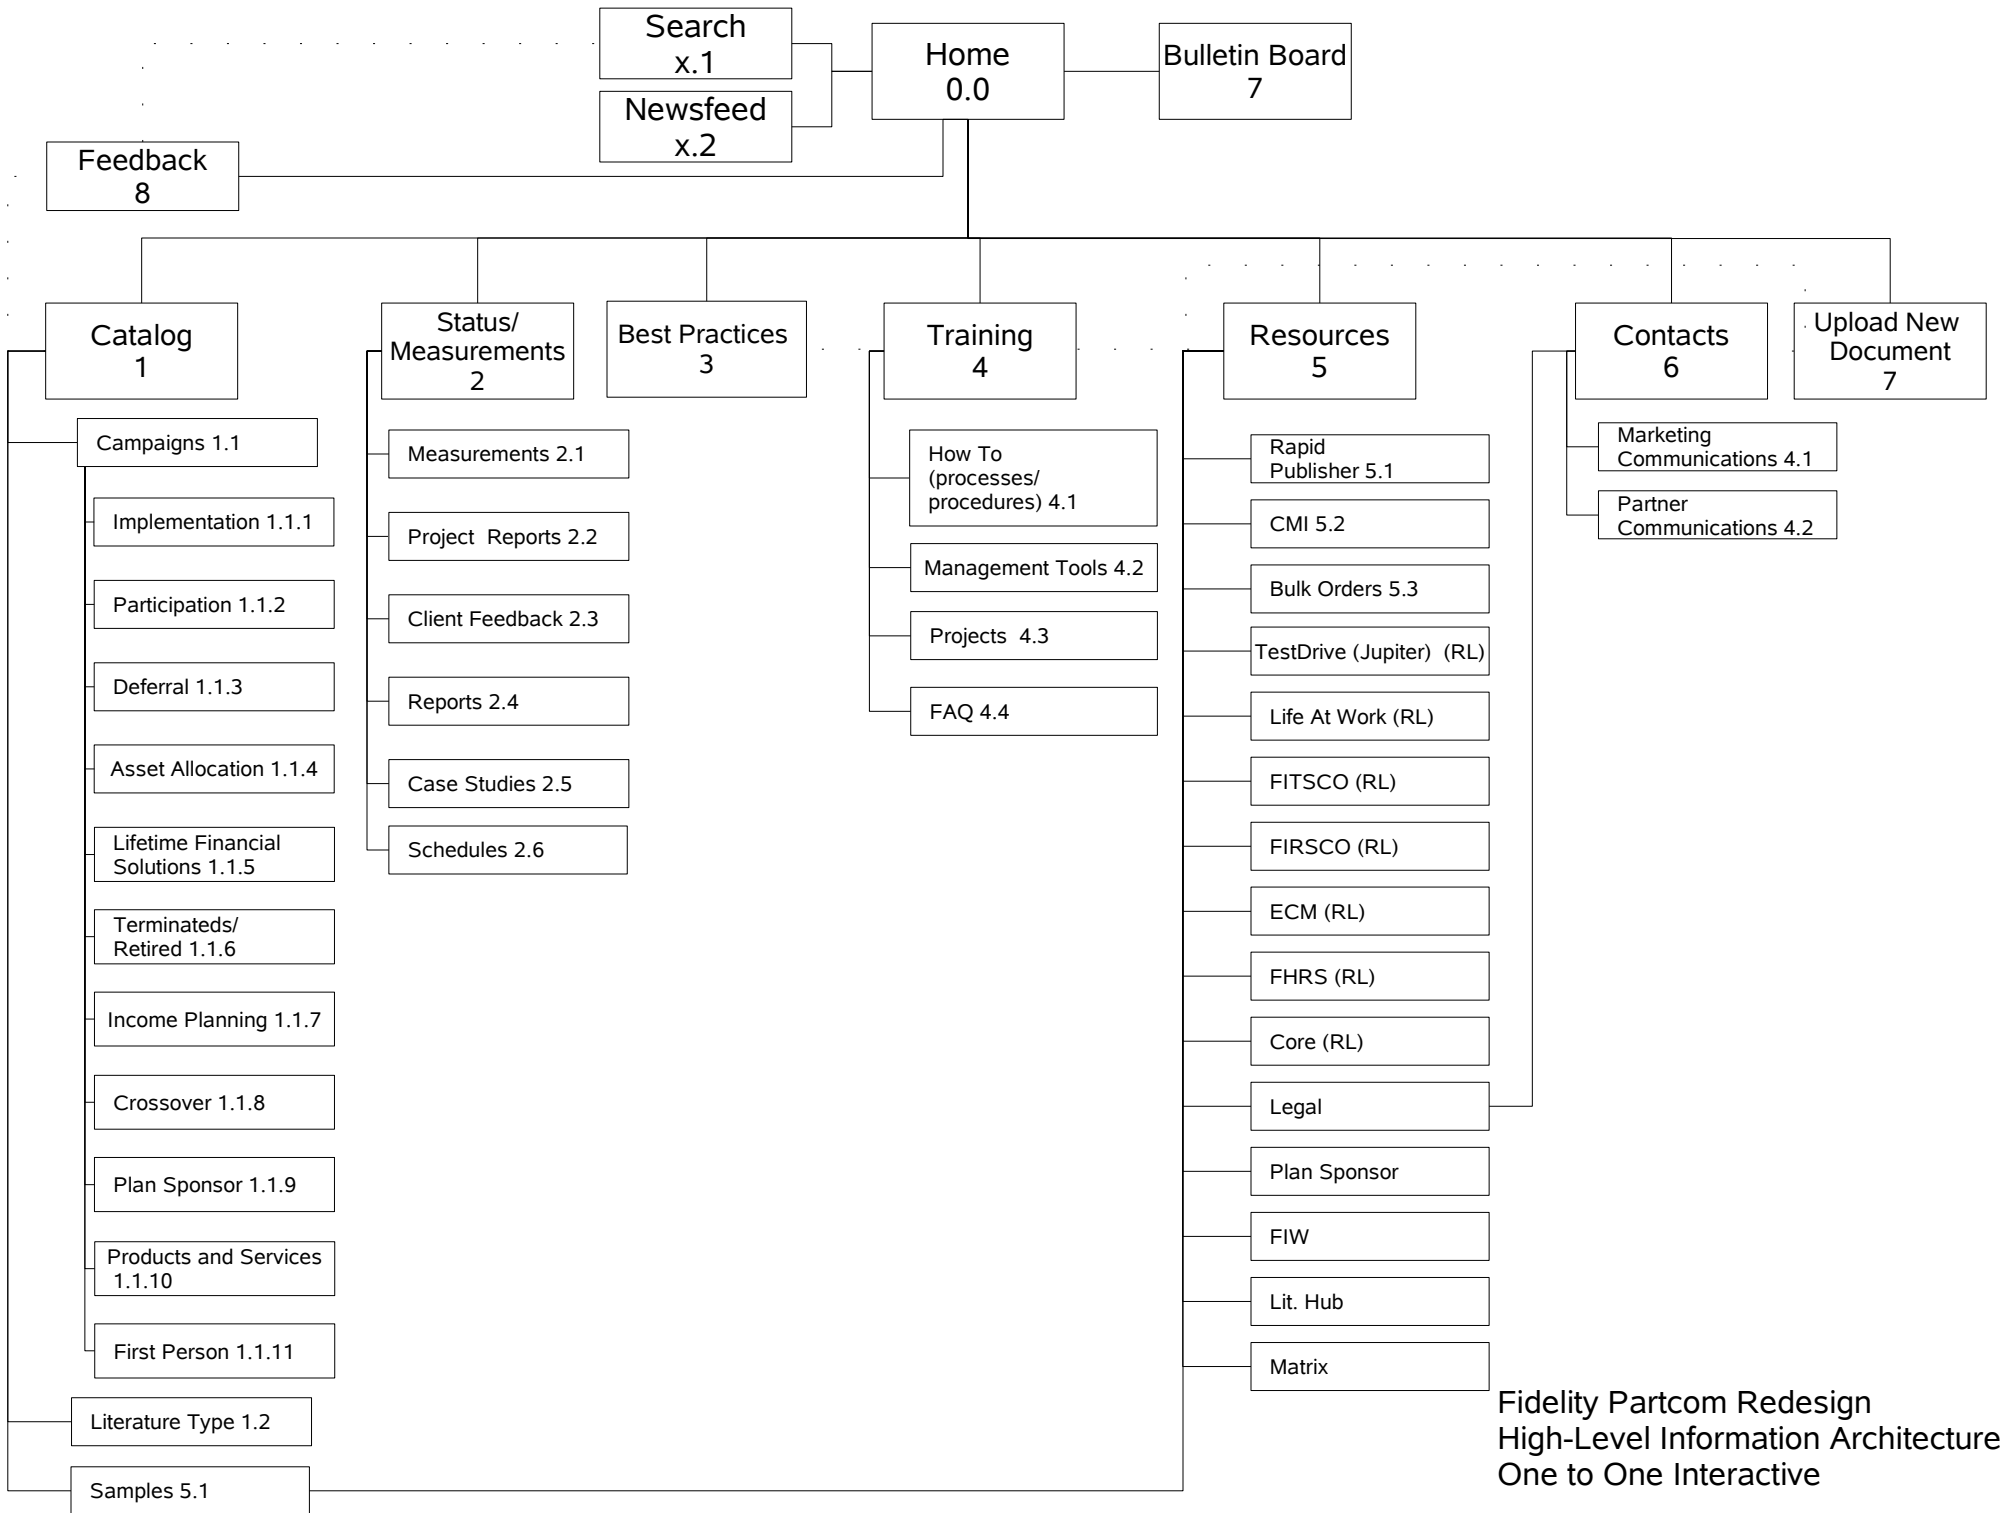 Search
x.1
Home
0.0
Bulletin Board
7
Newsfeed
x.2
Feedback
8
Catalog
1
Status/
Measurements
2
Best Practices
3
Training
4
Resources
5
Contacts
6
Upload New
Document
7
Campaigns 1.1
Implementation 1.1.1
Participation 1.1.2
Deferral 1.1.3
Asset Allocation 1.1.4
Lifetime Financial
Solutions 1.1.5
Terminateds/
Retired 1.1.6
Income Planning 1.1.7
Crossover 1.1.8
Plan Sponsor 1.1.9
Products and Services
1.1.10
First Person 1.1.11
Literature Type 1.2
Samples 5.1
Measurements 2.1
Project Reports 2.2
Client Feedback 2.3
Reports 2.4
Case Studies 2.5
Schedules 2.6
How To
(processes/
procedures) 4.1
Management Tools 4.2
Projects 4.3
FAQ 4.4
Rapid
Publisher 5.1
CMI 5.2
Bulk Orders 5.3
TestDrive (Jupiter) (RL)
Life At Work (RL)
FITSCO (RL)
FIRSCO (RL)
ECM (RL)
FHRS (RL)
Core (RL)
Legal
Plan Sponsor
FIW
Lit. Hub
Matrix
Marketing
Communications 4.1
Partner
Communications 4.2
Fidelity Partcom Redesign
High-Level Information Architecture
One to One Interactive